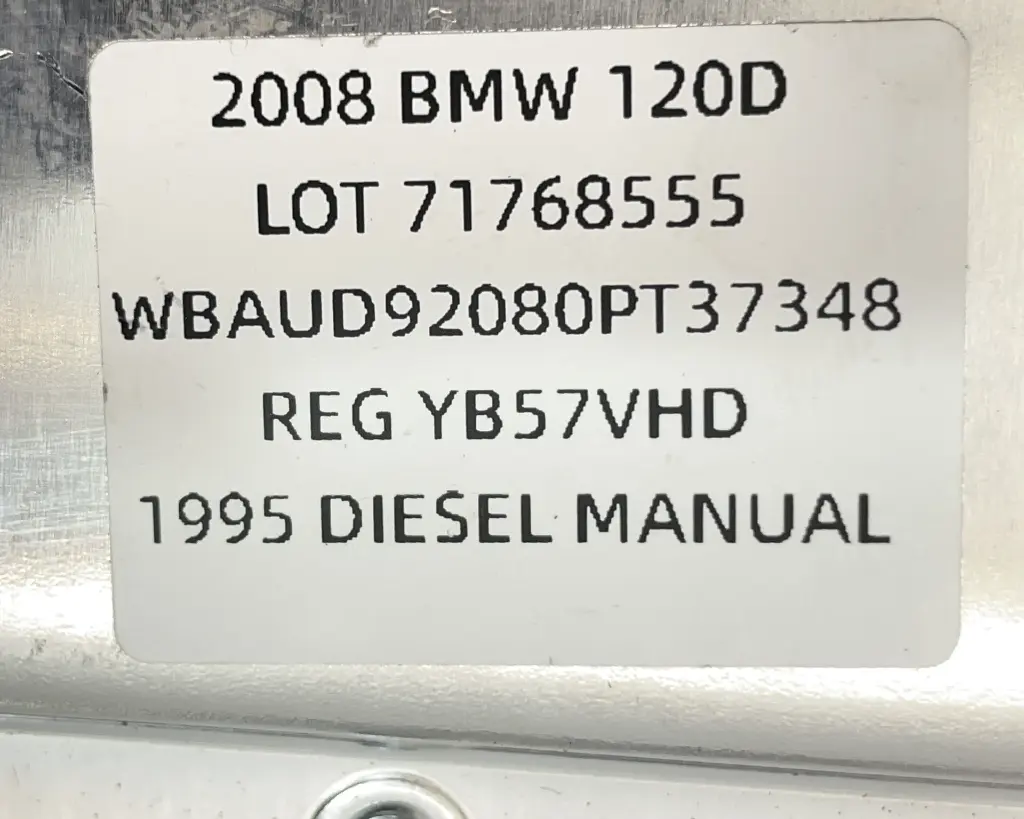 2008 BMW 120D
LOT 71768555
WBAUD92080PT37348
REG YB57VHD
1995 DIESEL MANUAL